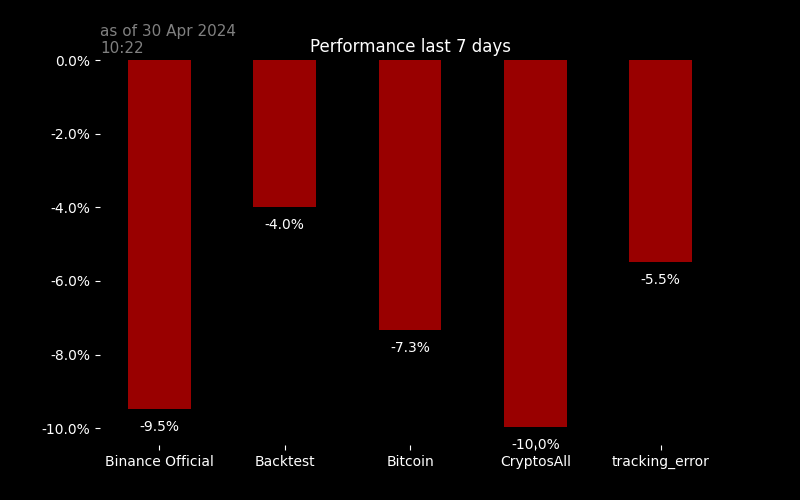 as of 30 Apr 2024
10:22
Performance last 7 days
0.0%
-2.0%
-4.0%
-6.0%
-8.0%
-10.0%
-9.5%
-4.0%
-7.3%
-10.0%
-5.5%
Binance Official
Backtest
Bitcoin
CryptosAll
tracking_error